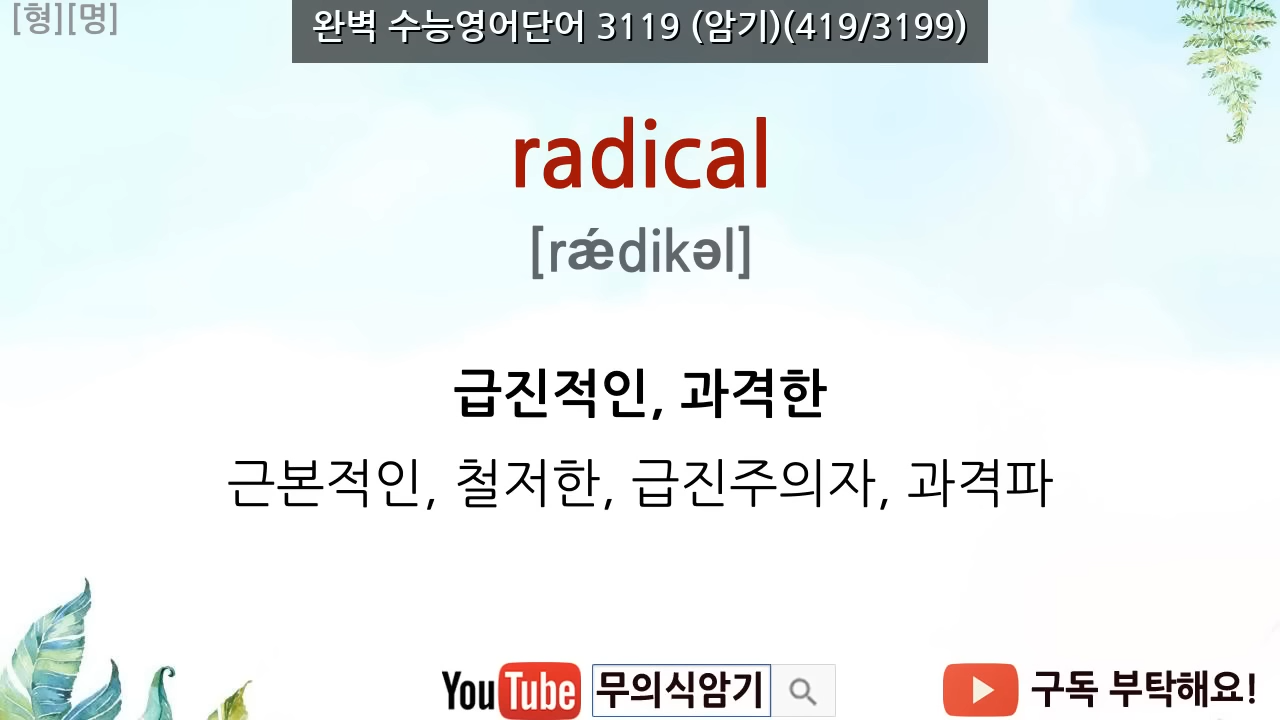 [형][명]
완벽 수능영어단어 3119 (암기)(419/3199)
radical
[rǽdikəl]
급진적인, 과격한
근본적인, 철저한, 급진주의자, 과격파
YouTube 무의식암기
구독 부탁해요!